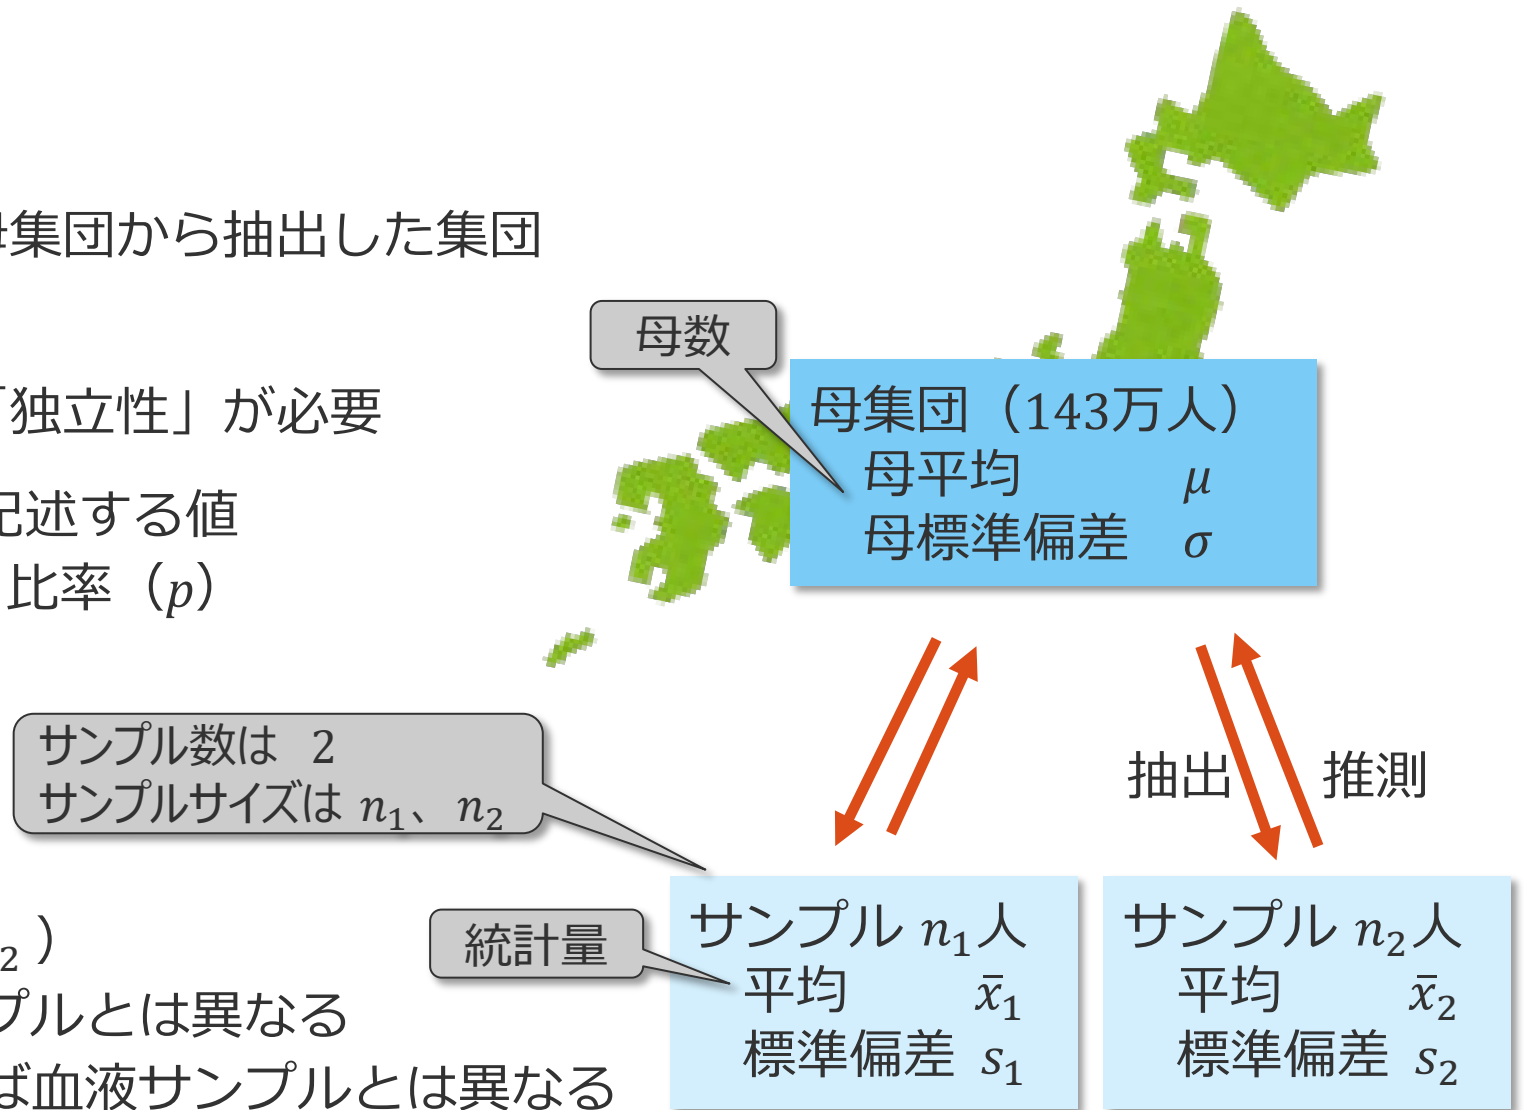 集団から抽出した集団
「独立性」が必要
記述する値
比率（p）
母数
母集団（143万人）
母平均 μ
母標準偏差 σ
抽出 推測
サンプル数は 2
サンプルサイズは n₁、n₂
₂）
プルとは異なる
ば血液サンプルとは異なる
統計量
サンプル n₁人
平均 x̄₁
標準偏差 s₁
サンプル n₂人
平均 x̄₂
標準偏差 s₂